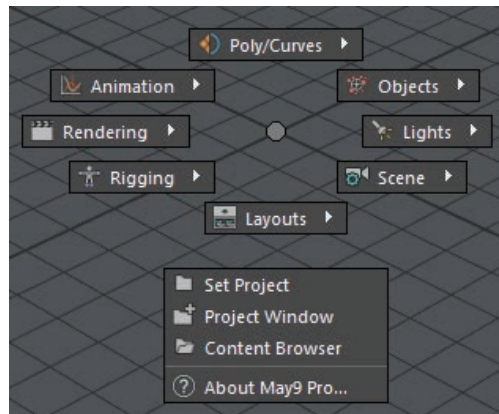 Poly/Curves
Animation
Objects
Rendering
Lights
Rigging
Scene
Layouts
Set Project
Project Window
Content Browser
About May9 Pro...